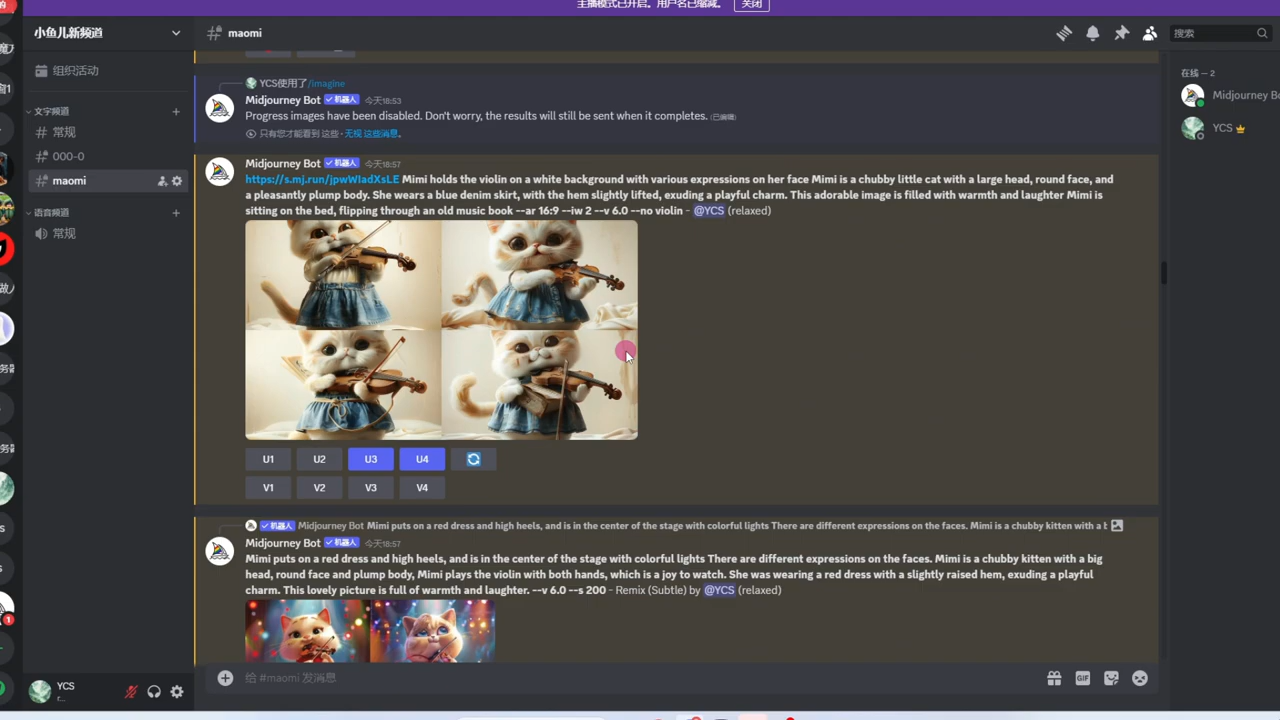 主播模式已开启。用户名已缩减。 关闭
小鱼儿新频道
maomi
搜索
组织活动
文字频道
常规
000-0
maomi
语音频道
常规
YCS使用了/imagine
Midjourney Bot 机器人 今天18:53
Progress images have been disabled. Don't worry, the results will still be sent when it completes. (已编辑)
只有您才能看到 这些 · 无视 这些消息。
Midjourney Bot 机器人 今天18:57
https://s.mj.run/jpwWIadXsLE Mimi holds the violin on a white background with various expressions on her face Mimi is a chubby little cat with a large head, round face, and
a pleasantly plump body. She wears a blue denim skirt, with the hem slightly lifted, exuding a playful charm. This adorable image is filled with warmth and laughter Mimi is
sitting on the bed, flipping through an old music book --ar 16:9 --iw 2 --v 6.0 --no violin - @YCS (relaxed)
U1 U2 U3 U4
V1 V2 V3 V4
机器人 Midjourney Bot Mimi puts on a red dress and high heels, and is in the center of the stage with colorful lights There are different expressions on the faces. Mimi is a chubby kitten with a
Midjourney Bot 机器人 今天18:57
Mimi puts on a red dress and high heels, and is in the center of the stage with colorful lights There are different expressions on the faces. Mimi is a chubby kitten with a big
head, round face and plump body, Mimi plays the violin with both hands, which is a joy to watch. She was wearing a red dress with a slightly raised hem, exuding a playful
charm. This lovely picture is full of warmth and laughter. --v 6.0 --s 200 - Remix (Subtle) by @YCS (relaxed)
给 #maomi 发消息
GIF
YCS
r...
在线 — 2
Midjourney Bo
YCS